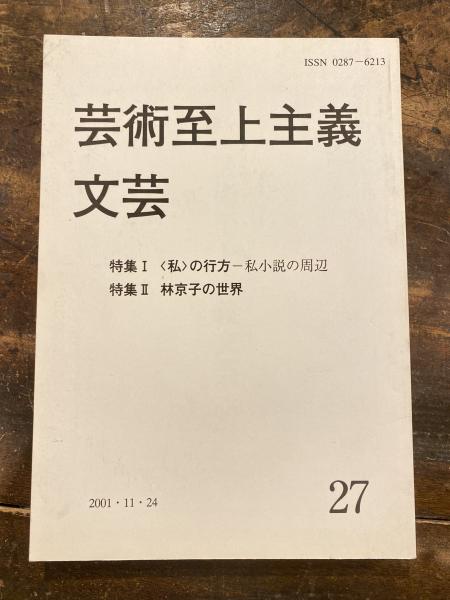 ISSN 0287-6213
芸術至上主義
文芸
特集Ⅰ 〈私〉の行方－私小説の周辺
特集Ⅱ 林京子の世界
2001・11・24
27